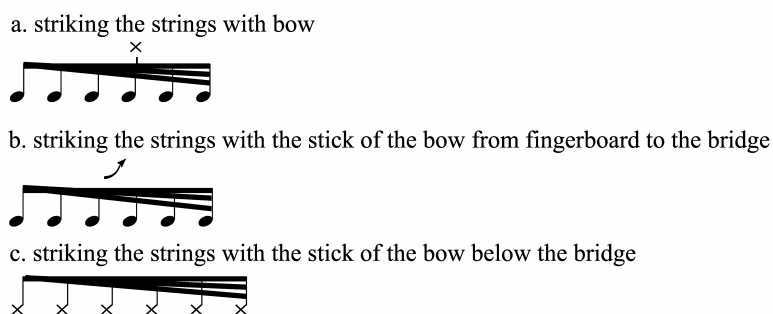 a. striking the strings with bow
b. striking the strings with the stick of the bow from fingerboard to the bridge
c. striking the strings with the stick of the bow below the bridge